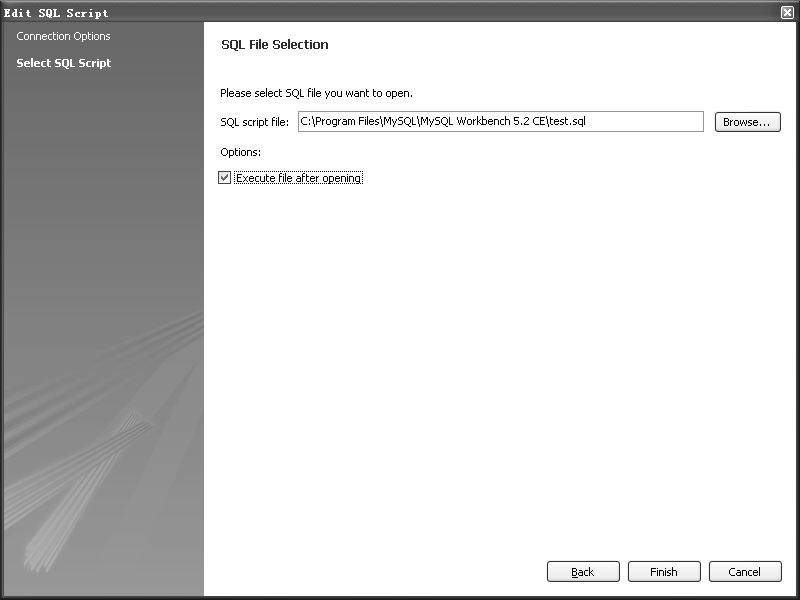 Edit SQL Script
Connection Options
Select SQL Script
SQL File Selection
Please select SQL file you want to open.
SQL script file: C:\Program Files\MySQL\MySQL Workbench 5.2 CE\test.sql Browse...
Options:
Execute file after opening
Back Finish Cancel